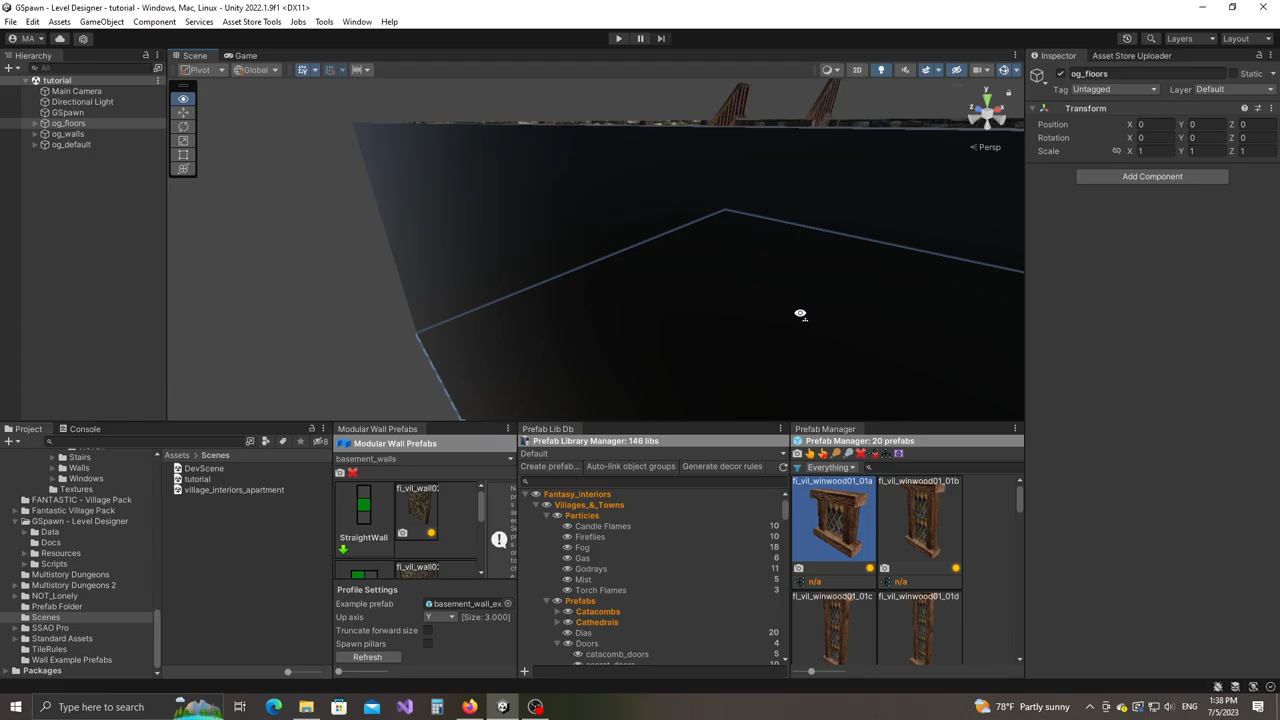 GSpawn - Level Designer - tutorial - Windows, Mac, Linux - Unity 2022.1.9f1 <DX11>
File Edit Assets GameObject Component Services Asset Store Tools Jobs Tools Window Help
MA
Layers Layout
Hierarchy
Scene Game
Inspector Asset Store Uploader
All
Pivot Global
2D
tutorial
Main Camera
Directional Light
GSpawn
og_floors
og_walls
og_default
y
x
z
Persp
og_floors Static
Tag Untagged Layer Default
Transform
Position X 0 Y 0 Z 0
Rotation X 0 Y 0 Z 0
Scale X 1 Y 1 Z 1
Add Component
Project Console
8
Stairs
Walls
Windows
Textures
FANTASTIC - Village Pack
Fantastic Village Pack
GSpawn - Level Designer
Data
Docs
Resources
Scripts
Multistory Dungeons
Multistory Dungeons 2
NOT_Lonely
Prefab Folder
Scenes
SSAO Pro
Standard Assets
TileRules
Wall Example Prefabs
Packages
Assets > Scenes
DevScene
tutorial
village_interiors_apartment
Modular Wall Prefabs
Modular Wall Prefabs
basement_walls
StraightWall
fi_vil_wall02
fi_vil_wall02
Profile Settings
Example prefab basement_wall_ex
Up axis Y [Size: 3.000]
Truncate forward size
Spawn pillars
Refresh
Prefab Lib Db
Prefab Library Manager: 146 libs
Default
Create prefab... Auto-link object groups Generate decor rules
Fantasy_Interiors
Villages_&_Towns
Particles
Candle Flames 10
Fireflies 10
Fog 18
Gas 6
Godrays 11
Mist 5
Torch Flames 3
Prefabs
Catacombs
Cathedrals
Dias 20
Doors 4
catacomb_doors
Prefab Manager
Prefab Manager: 20 prefabs
Everything
fi_vil_winwood01_01a fi_vil_winwood01_01b
n/a n/a
fi_vil_winwood01_01c fi_vil_winwood01_01d
Type here to search
78°F Partly sunny
ENG
1:38 PM
7/5/2023